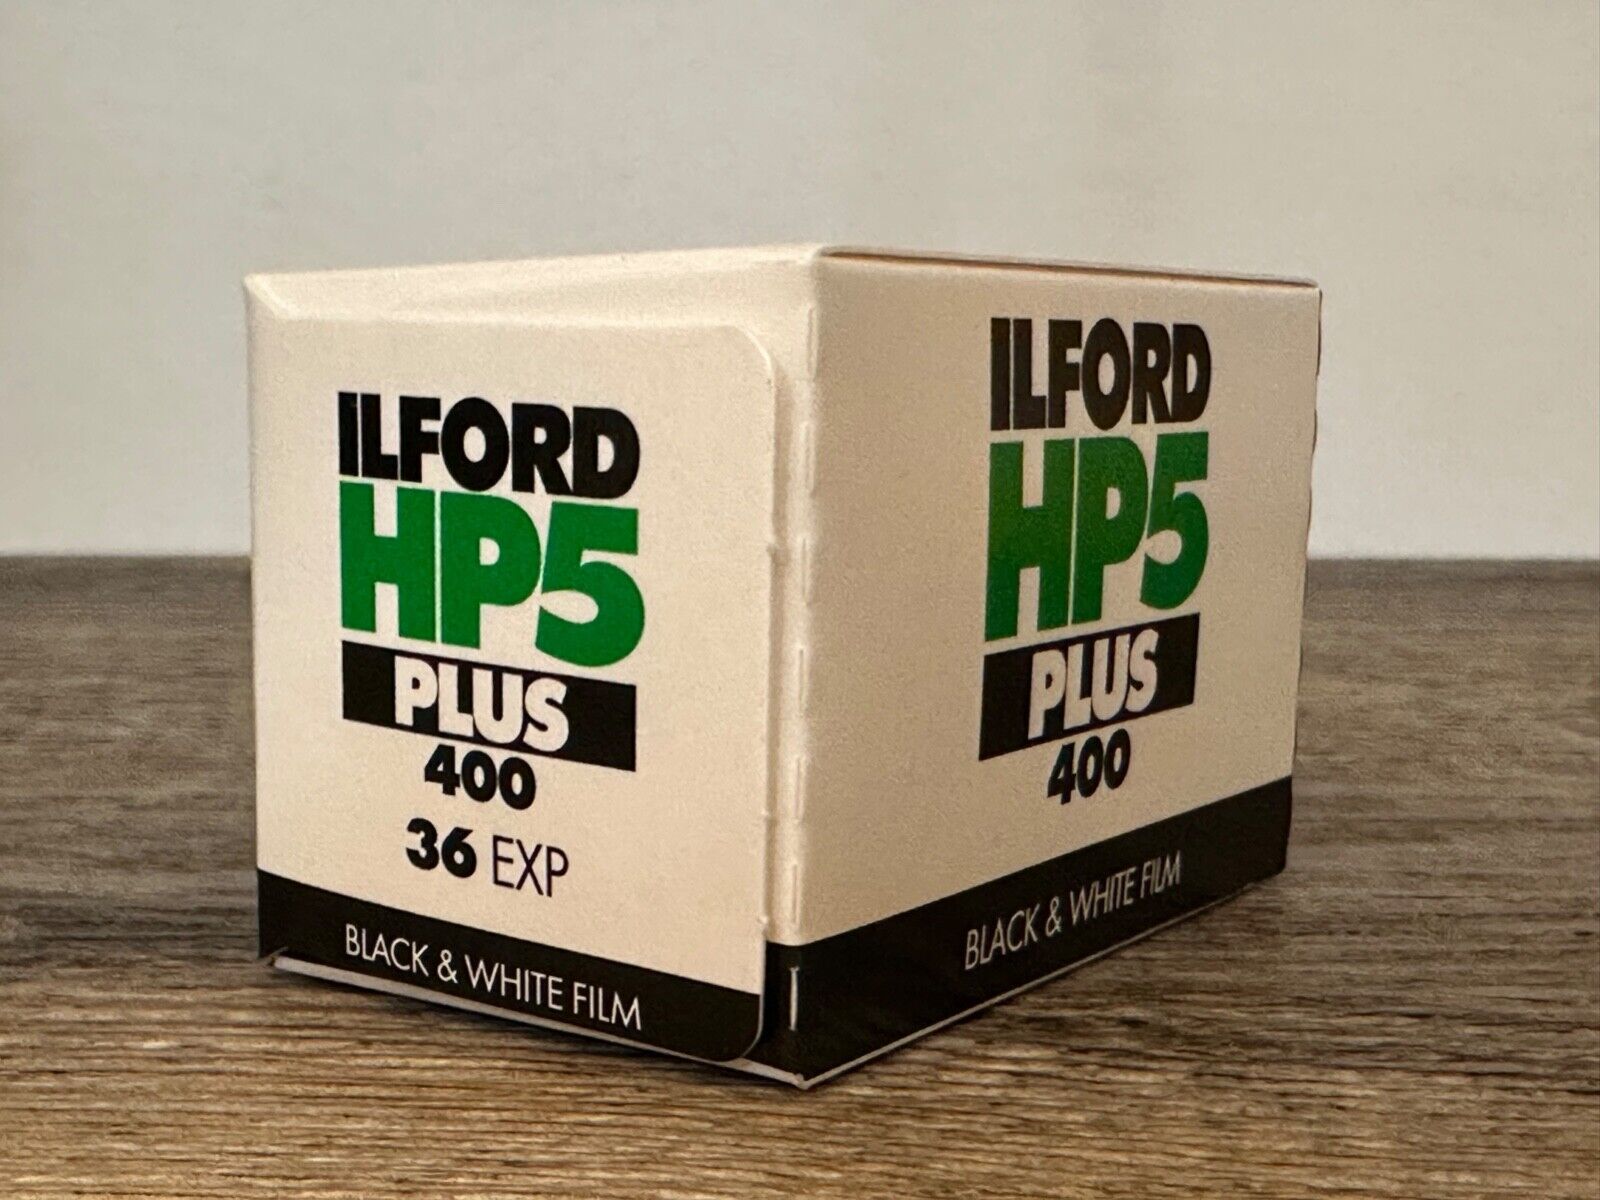 ILFORD
HP5
PLUS
400
36 EXP
BLACK & WHITE FILM
ILFORD
HP5
PLUS
400
BLACK & WHITE FILM